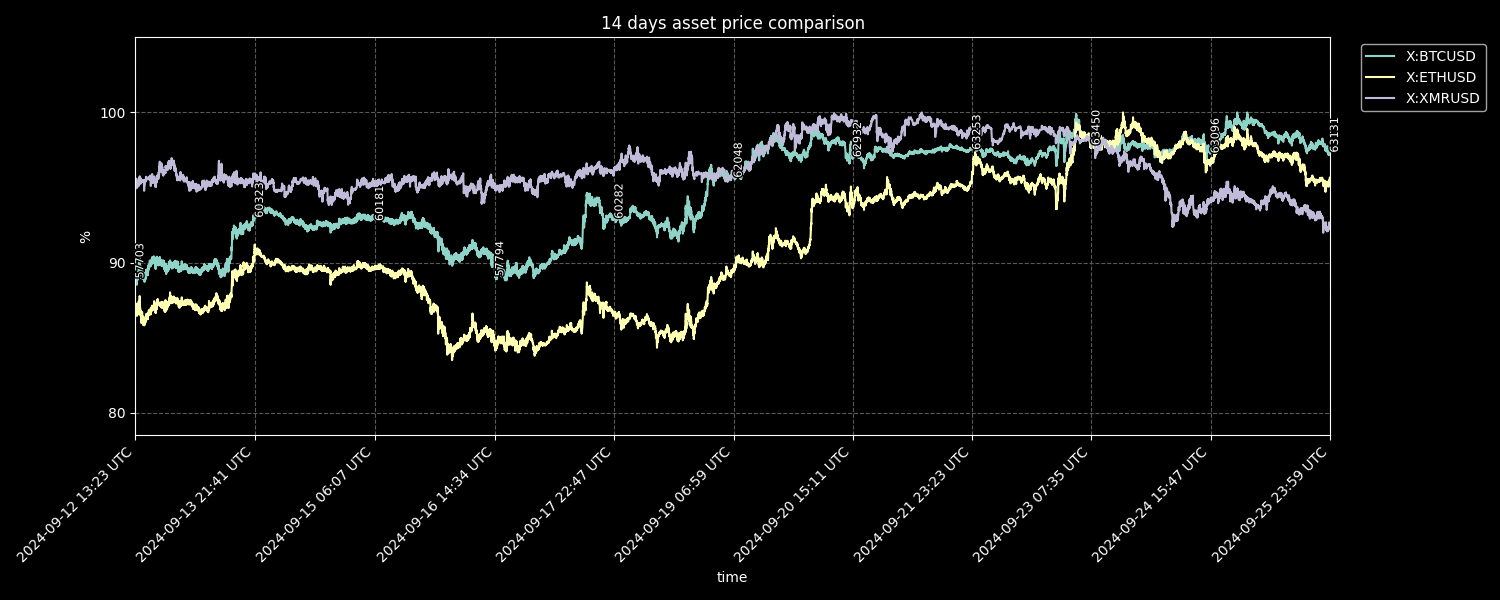 14 days asset price comparison
X:BTCUSD
X:ETHUSD
X:XMRUSD
%
100
90
80
57703
60323
60181
57794
60282
62048
62932
63253
63450
63096
63131
2024-09-12 13:23 UTC
2024-09-13 21:41 UTC
2024-09-15 06:07 UTC
2024-09-16 14:34 UTC
2024-09-17 22:47 UTC
2024-09-19 06:59 UTC
2024-09-20 15:11 UTC
2024-09-21 23:23 UTC
2024-09-23 07:35 UTC
2024-09-24 15:47 UTC
2024-09-25 23:59 UTC
time